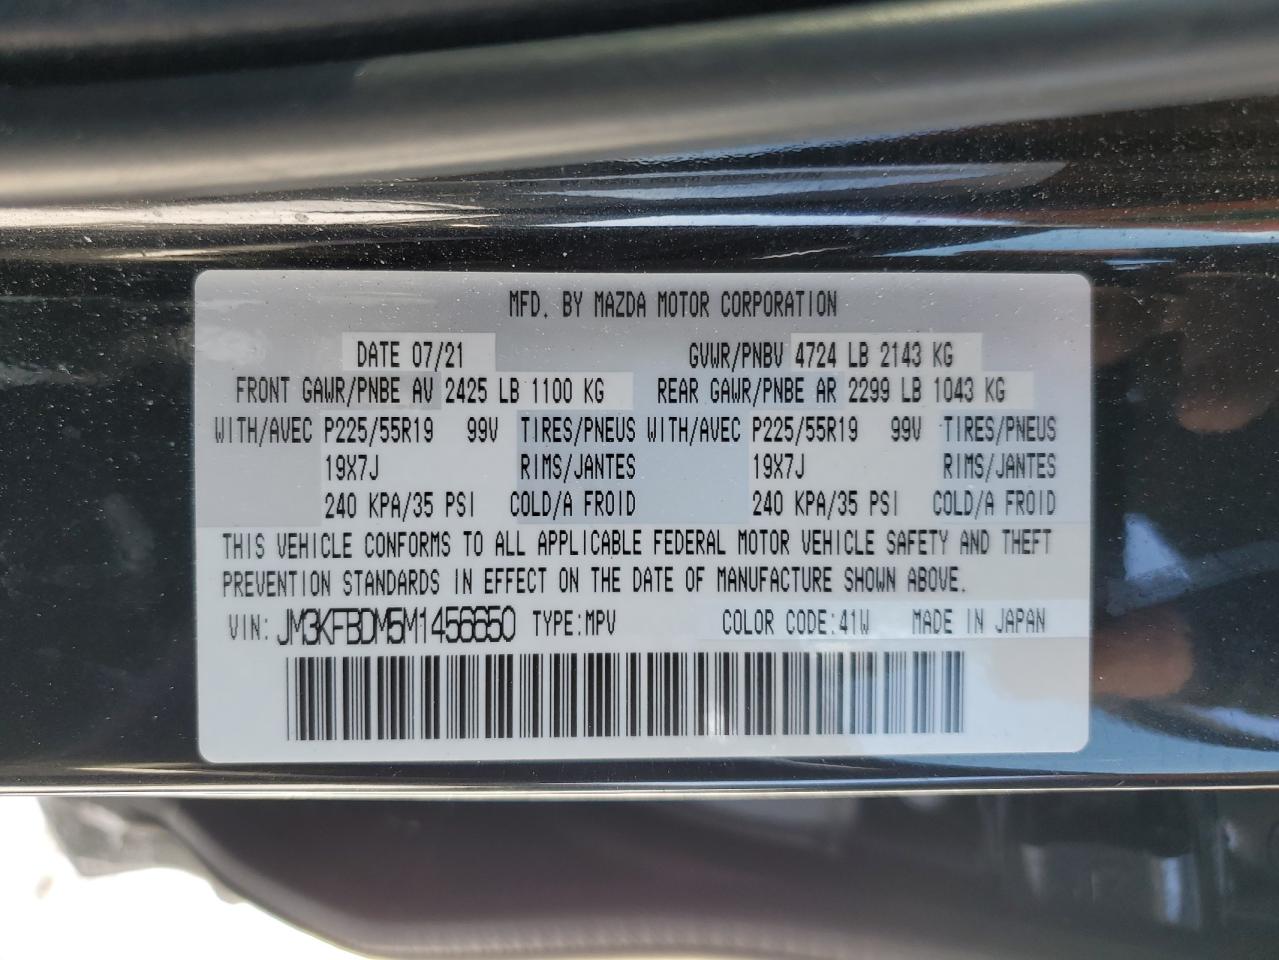 MFD. BY MAZDA MOTOR CORPORATION
DATE 07/21 GVWR/PNBV 4724 LB 2143 KG
FRONT GAWR/PNBE AV 2425 LB 1100 KG REAR GAWR/PNBE AR 2299 LB 1043 KG
WITH/AVEC P225/55R19 99V TIRES/PNEUS WITH/AVEC P225/55R19 99V TIRES/PNEUS
19X7J RIMS/JANTES 19X7J RIMS/JANTES
240 KPA/35 PSI COLD/A FROID 240 KPA/35 PSI COLD/A FROID
THIS VEHICLE CONFORMS TO ALL APPLICABLE FEDERAL MOTOR VEHICLE SAFETY AND THEFT
PREVENTION STANDARDS IN EFFECT ON THE DATE OF MANUFACTURE SHOWN ABOVE.
VIN: JM3KFBDM5M1456650 TYPE:MPV COLOR CODE:41W MADE IN JAPAN